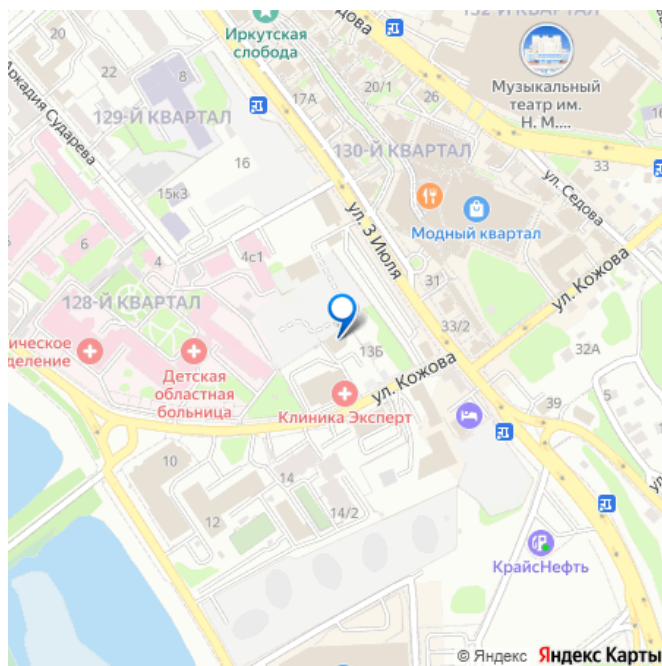 132-Й КВАРТАЛ
Седова
Иркутская
слобода
20
22
8
Аркадия Сударева
129-Й КВАРТАЛ
17А
20/1
26
Музыкальный
театр им.
Н. М....
130-Й КВАРТАЛ
16
33
15к3
ул. Седова
ул. 3 Июля
Модный квартал
6
4
4с1
31
ул. Кожова
128-Й КВАРТАЛ
33/2
ическое
деление
13Б
32А
Детская
областная
больница
ул. Кожова
Клиника Эксперт
39
5
10
14
12
14/2
КрайсНефть
© Яндекс Яндекс Карты